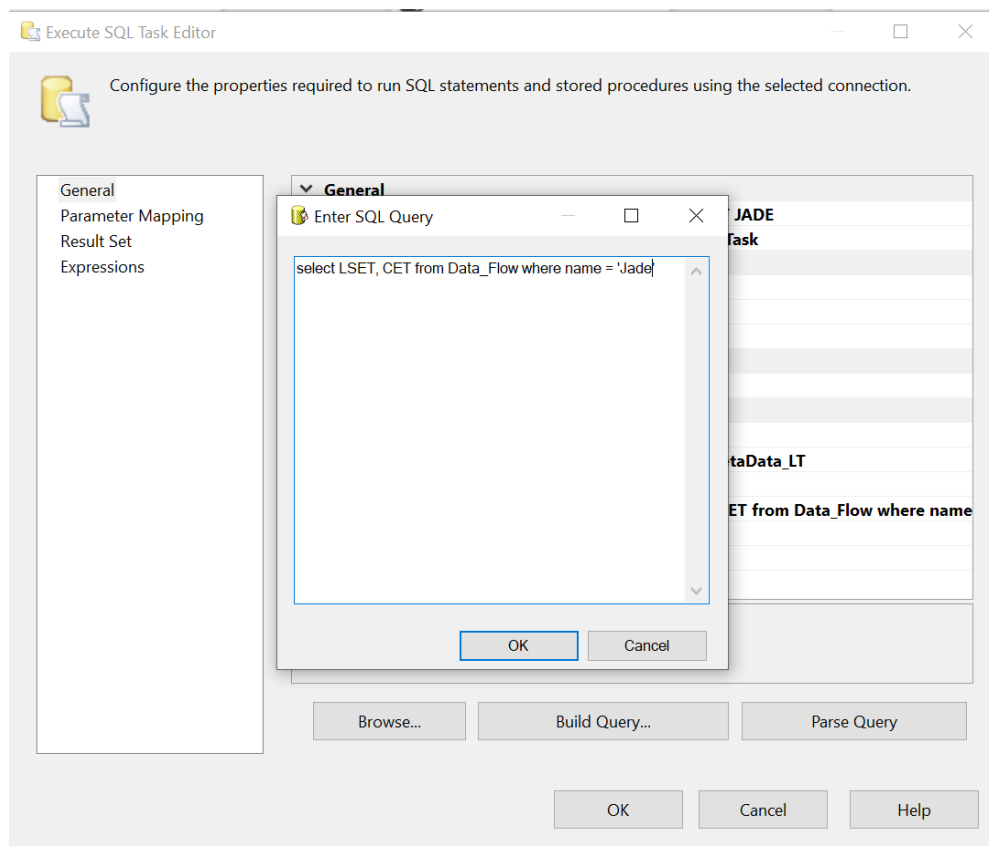 Execute SQL Task Editor
Configure the properties required to run SQL statements and stored procedures using the selected connection.
General
Parameter Mapping
Result Set
Expressions
General
JADE
Task
Enter SQL Query
select LSET, CET from Data_Flow where name = 'Jade'
taData_LT
ET from Data_Flow where name
OK
Cancel
Browse...
Build Query...
Parse Query
OK
Cancel
Help